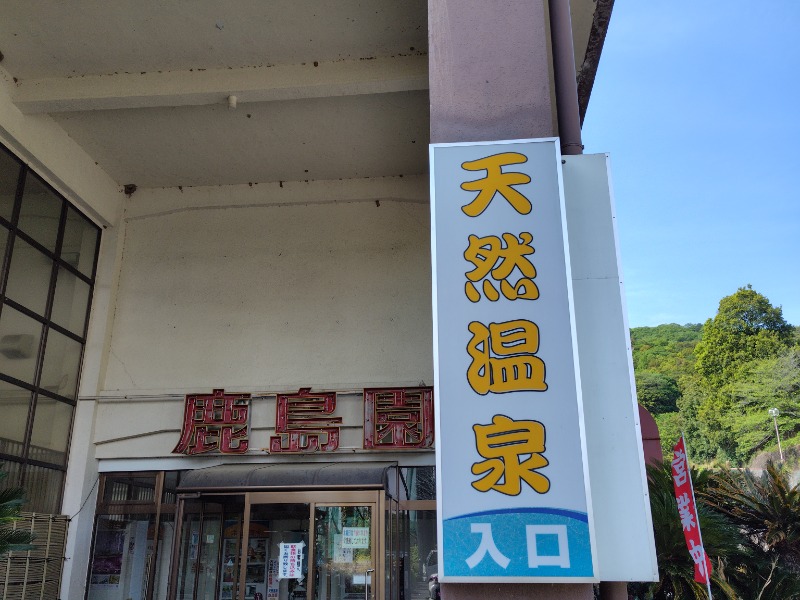 天然温泉
入口
鹿島園
営業中